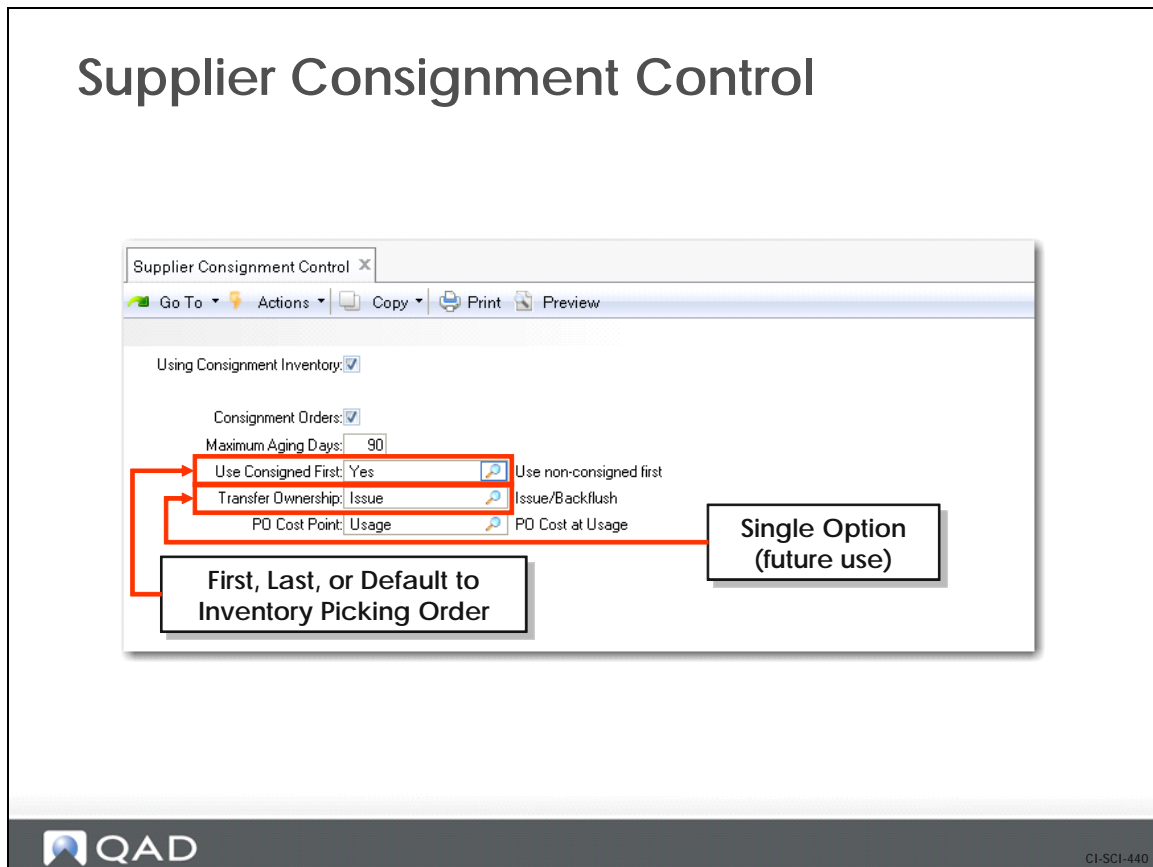 Supplier Consignment Control
Supplier Consignment Control
Go To Actions Copy Print Preview
Using Consignment Inventory:
Consignment Orders:
Maximum Aging Days: 90
Use Consigned First: Yes Use non-consigned first
Transfer Ownership: Issue Issue/Backflush
PO Cost Point: Usage PO Cost at Usage
Single Option
(future use)
First, Last, or Default to
Inventory Picking Order
QAD
CI-SCI-440